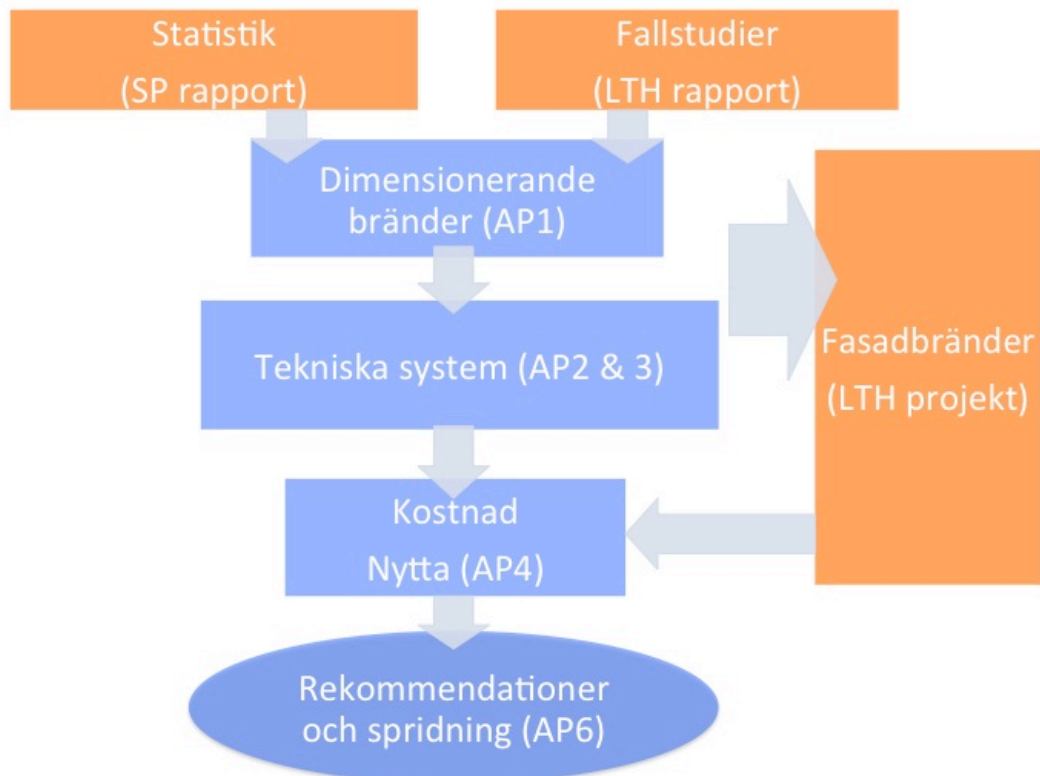 Statistik
(SP rapport)
Fallstudier
(LTH rapport)
Dimensionerande
bränder (AP1)
Tekniska system (AP2 & 3)
Fasadbränder
(LTH projekt)
Kostnad
Nytta (AP4)
Rekommendationer
och spridning (AP6)